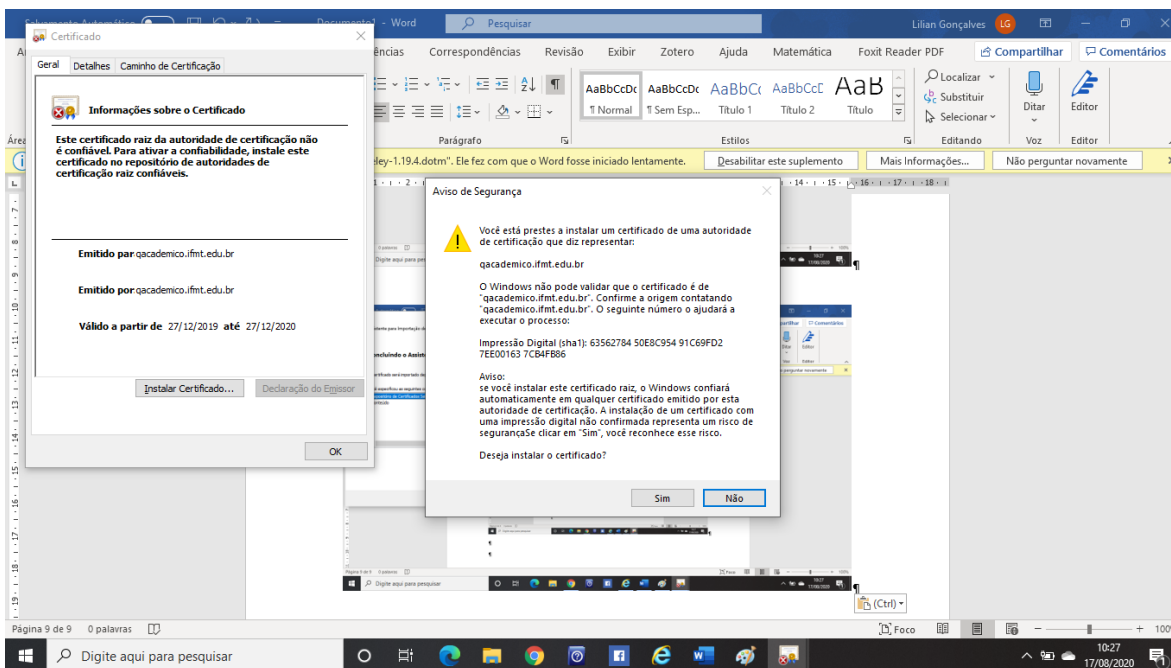 Salvamento Automático
Documento1 - Word
Pesquisar
Lilian Gonçalves
LG
Certificado
ências
Correspondências
Revisão
Exibir
Zotero
Ajuda
Matemática
Foxit Reader PDF
Compartilhar
Comentários
Geral
Detalhes
Caminho de Certificação
Informações sobre o Certificado
Este certificado raiz da autoridade de certificação não
é confiável. Para ativar a confiabilidade, instale este
certificado no repositório de autoridades de
certificação raiz confiáveis.
Emitido par qacademico.ifmt.edu.br
Emitido por qacademico.ifmt.edu.br
Válido a partir de 27/12/2019 até 27/12/2020
Instalar Certificado...
Declaração do Emissor
OK
AaBbCcDc
AaBbCcDc
AaBbCc
AaBbCcC
AaB
¶ Normal
¶ Sem Esp...
Título 1
Título 2
Título
Localizar
Substituir
Selecionar
Ditar
Editor
Parágrafo
Estilos
Editando
Voz
Editor
eley-1.19.4.dotm". Ele fez com que o Word fosse iniciado lentamente.
Desabilitar este suplemento
Mais Informações...
Não perguntar novamente
Aviso de Segurança
Você está prestes a instalar um certificado de uma autoridade
de certificação que diz representar:
qacademico.ifmt.edu.br
O Windows não pode validar que o certificado é de
"qacademico.ifmt.edu.br". Confirme a origem contatando
"qacademico.ifmt.edu.br". O seguinte número o ajudará a
executar o processo:
Impressão Digital (sha1): 63562784 50E8C954 91C69FD2
7EE00163 7CB4FB86
Aviso:
se você instalar este certificado raiz, o Windows confiará
automaticamente em qualquer certificado emitido por esta
autoridade de certificação. A instalação de um certificado com
uma impressão digital não confirmada representa um risco de
segurançaSe clicar em "Sim", você reconhece esse risco.
Deseja instalar o certificado?
Sim
Não
Digite aqui para pesquisar
(Ctrl)
Página 9 de 9
0 palavras
Foco
100
Digite aqui para pesquisar
10:27
17/08/2020